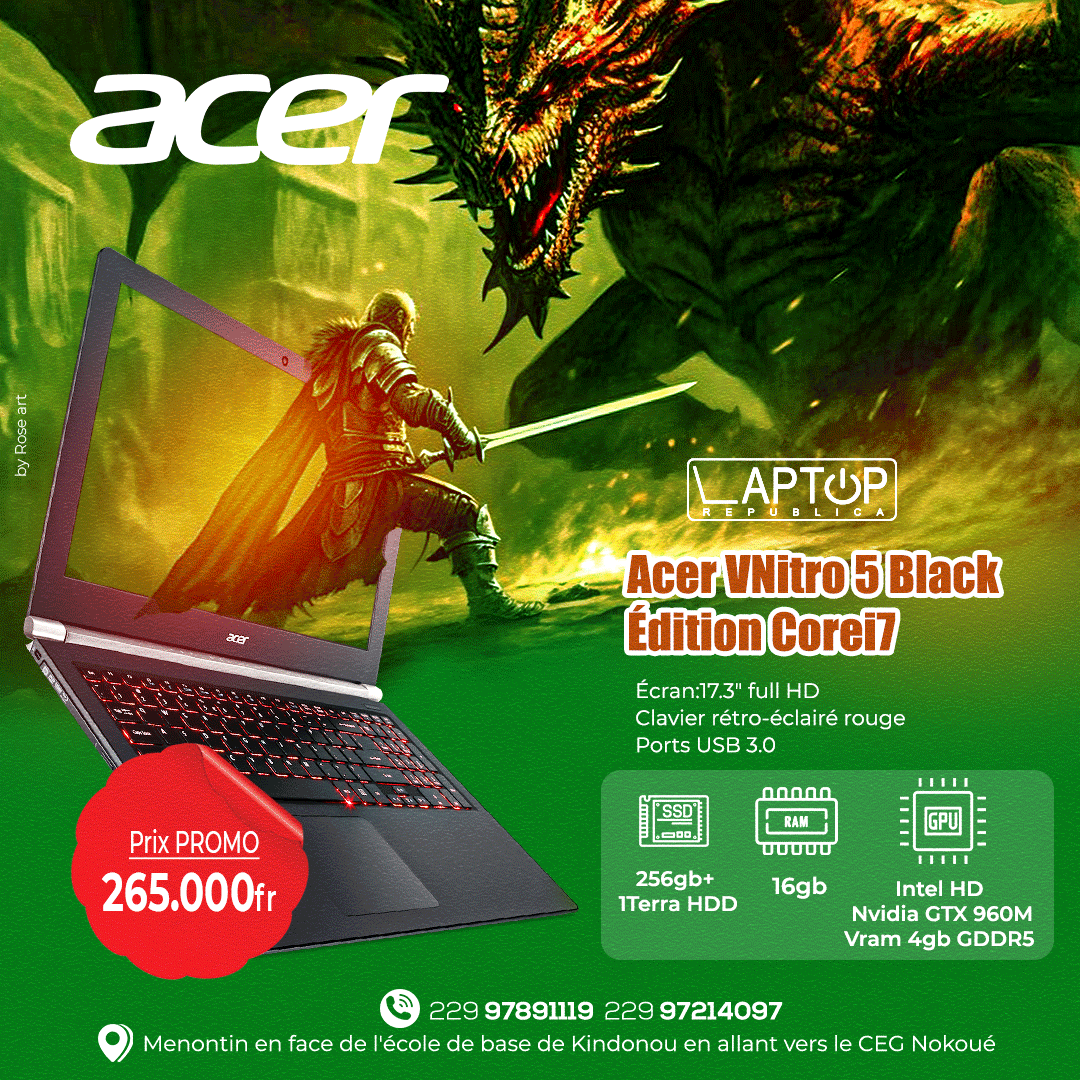 acer
by Rose art
LAPTOP
REPUBLICA
Acer VNitro 5 Black
Édition Corei7
Écran:17.3" full HD
Clavier rétro-éclairé rouge
Ports USB 3.0
acer
SSD
RAM
GPU
256gb+
1Terra HDD
16gb
Intel HD
Nvidia GTX 960M
Vram 4gb GDDR5
Prix PROMO
265.000fr
229 97891119 229 97214097
Menontin en face de l'école de base de Kindonou en allant vers le CEG Nokoué